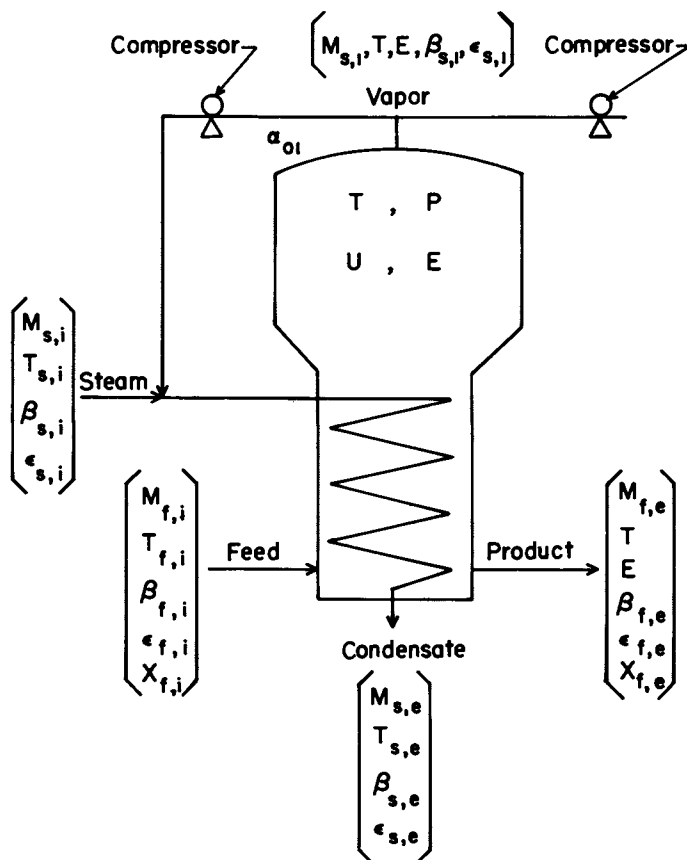 Compressor
(M_{s,1}, T, E, β_{s,1}, ϵ_{s,1})
Compressor
Vapor
α_{01}
T , P
U , E
M_{s,i}
T_{s,i}
β_{s,i}
ϵ_{s,i}
Steam
M_{f,i}
T_{f,i}
β_{f,i}
ϵ_{f,i}
X_{f,i}
Feed
Product
M_{f,e}
T
E
β_{f,e}
ϵ_{f,e}
X_{f,e}
Condensate
M_{s,e}
T_{s,e}
β_{s,e}
ϵ_{s,e}